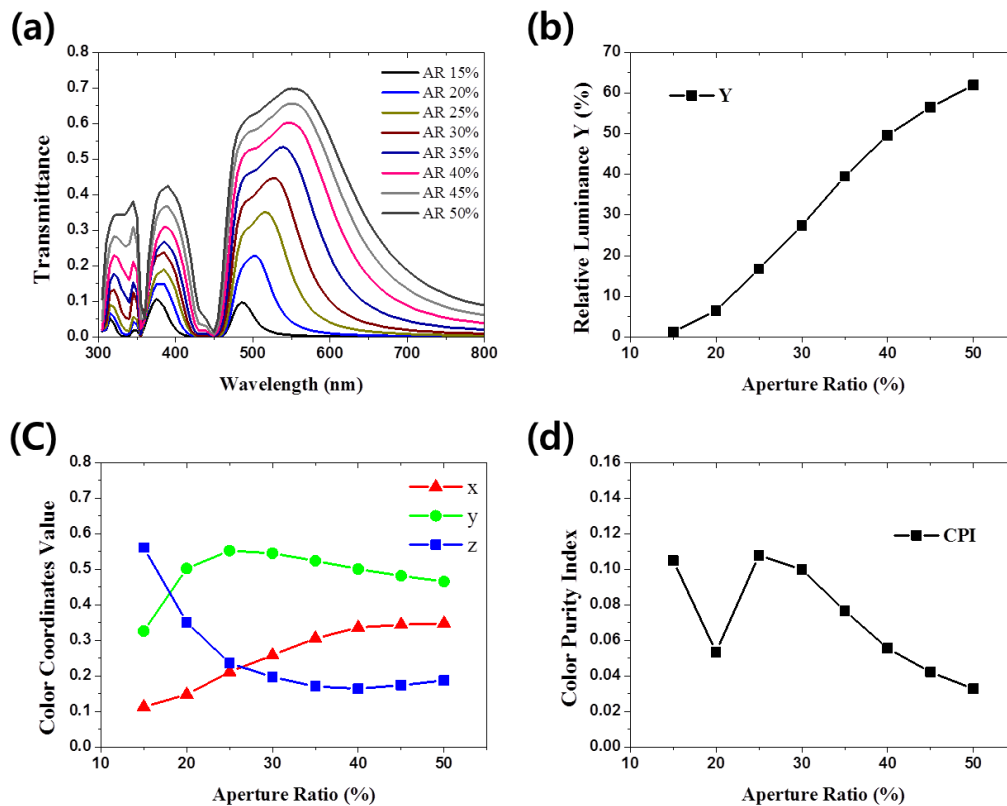 (a)
0.8
0.7
0.6
0.5
0.4
0.3
0.2
0.1
0.0
300
400
500
600
700
800
Transmittance
Wavelength (nm)
AR 15%
AR 20%
AR 25%
AR 30%
AR 35%
AR 40%
AR 45%
AR 50%
(b)
70
60
50
40
30
20
10
0
10
20
30
40
50
Relative Luminance Y (%)
Aperture Ratio (%)
Y
(C)
0.8
0.7
0.6
0.5
0.4
0.3
0.2
0.1
0.0
10
20
30
40
50
Color Coordinates Value
Aperture Ratio (%)
x
y
z
(d)
0.16
0.14
0.12
0.10
0.08
0.06
0.04
0.02
0.00
10
20
30
40
50
Color Purity Index
Aperture Ratio (%)
CPI